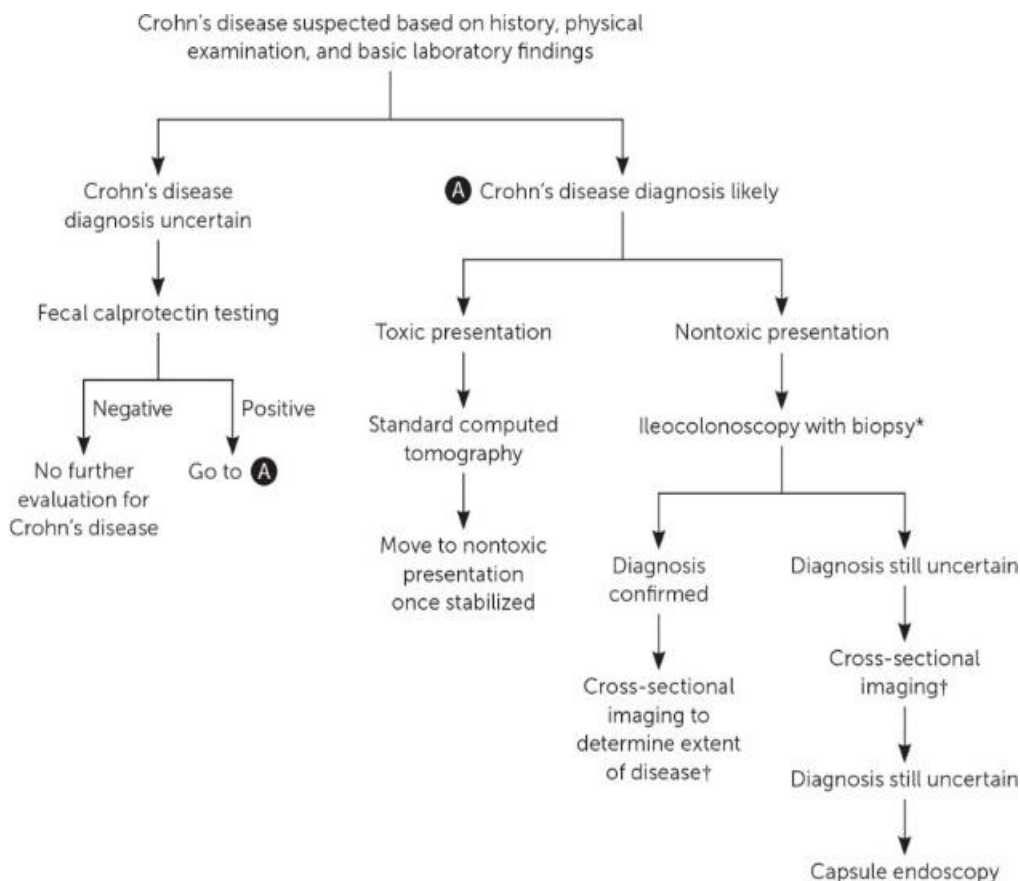 Crohn's disease suspected based on history, physical
examination, and basic laboratory findings
Crohn's disease
diagnosis uncertain
Fecal calprotectin testing
Negative
Positive
No further
evaluation for
Crohn's disease
Go to A
A Crohn's disease diagnosis likely
Toxic presentation
Standard computed
tomography
Move to nontoxic
presentation
once stabilized
Nontoxic presentation
Ileocolonoscopy with biopsy*
Diagnosis
confirmed
Cross-sectional
imaging to
determine extent
of disease†
Diagnosis still uncertain
Cross-sectional
imaging†
Diagnosis still uncertain
Capsule endoscopy